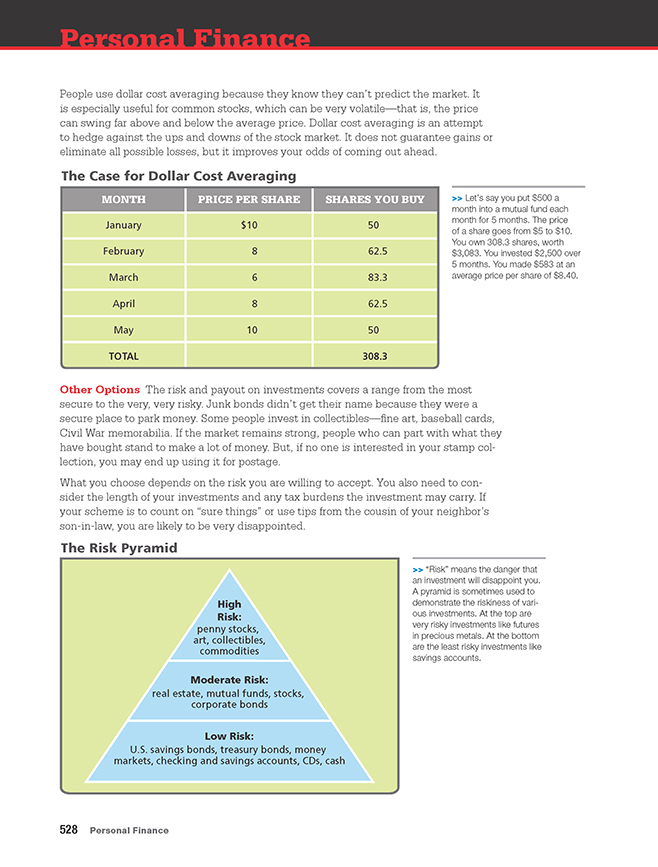 Personal Finance
People use dollar cost averaging because they know they can’t predict the market. It
is especially useful for common stocks, which can be very volatile—that is, the price
can swing far above and below the average price. Dollar cost averaging is an attempt
to hedge against the ups and downs of the stock market. It does not guarantee gains or
eliminate all possible losses, but it improves your odds of coming out ahead.
The Case for Dollar Cost Averaging
MONTH PRICE PER SHARE SHARES YOU BUY
January $10 50
February 8 62.5
March 6 83.3
April 8 62.5
May 10 50
TOTAL 308.3
>> Let’s say you put $500 a
month into a mutual fund each
month for 5 months. The price
of a share goes from $5 to $10.
You own 308.3 shares, worth
$3,083. You invested $2,500 over
5 months. You made $583 at an
average price per share of $8.40.
Other Options The risk and payout on investments covers a range from the most
secure to the very, very risky. Junk bonds didn’t get their name because they were a
secure place to park money. Some people invest in collectibles—fine art, baseball cards,
Civil War memorabilia. If the market remains strong, people who can part with what they
have bought stand to make a lot of money. But, if no one is interested in your stamp col-
lection, you may end up using it for postage.
What you choose depends on the risk you are willing to accept. You also need to con-
sider the length of your investments and any tax burdens the investment may carry. If
your scheme is to count on “sure things” or use tips from the cousin of your neighbor’s
son-in-law, you are likely to be very disappointed.
The Risk Pyramid
High
Risk:
penny stocks,
art, collectibles,
commodities
Moderate Risk:
real estate, mutual funds, stocks,
corporate bonds
Low Risk:
U.S. savings bonds, treasury bonds, money
markets, checking and savings accounts, CDs, cash
>> “Risk” means the danger that
an investment will disappoint you.
A pyramid is sometimes used to
demonstrate the riskiness of vari-
ous investments. At the top are
very risky investments like futures
in precious metals. At the bottom
are the least risky investments like
savings accounts.
528 Personal Finance